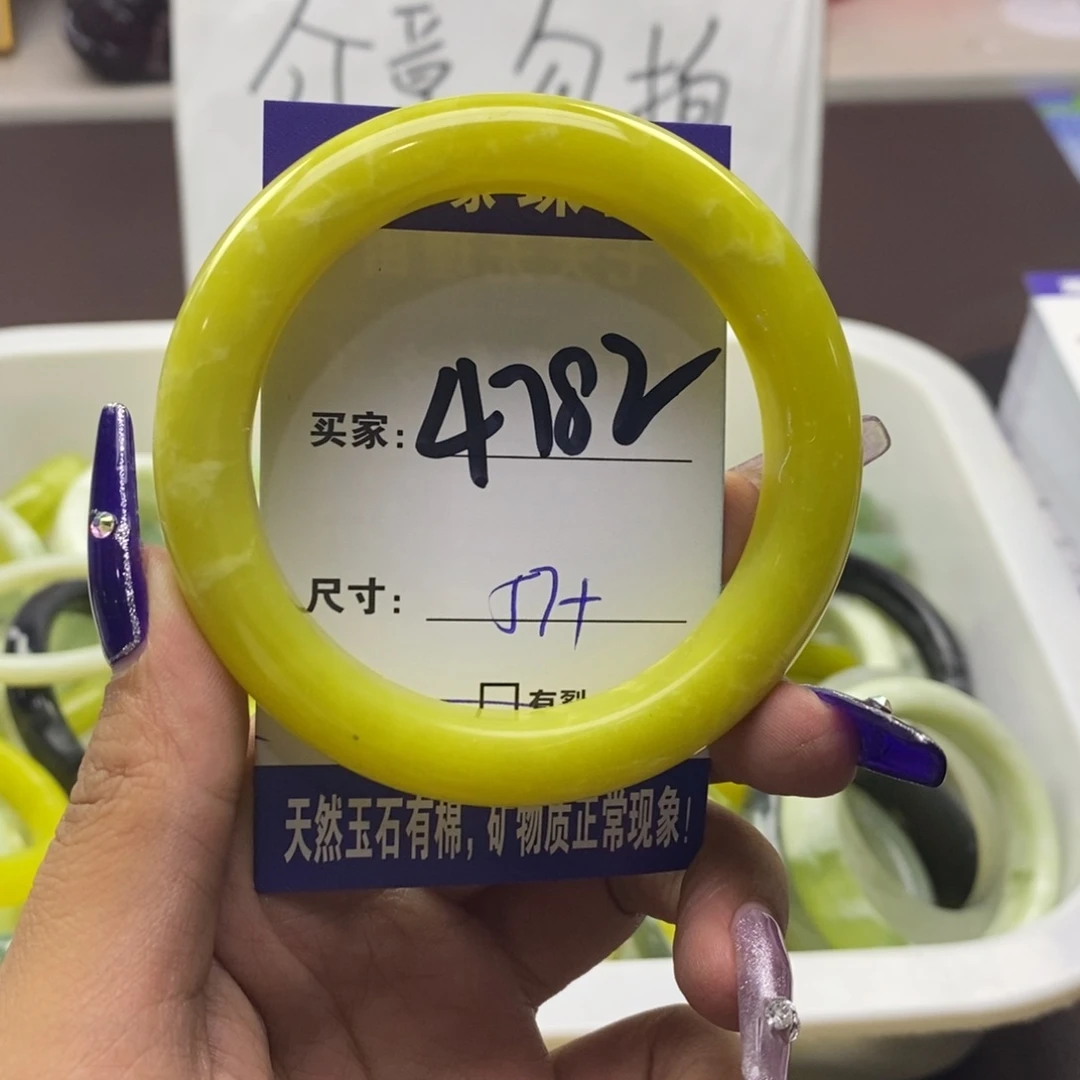 介意勿拍
买家: 4782
尺寸: 57+
有裂
天然玉石有棉, 矿物质正常现象!